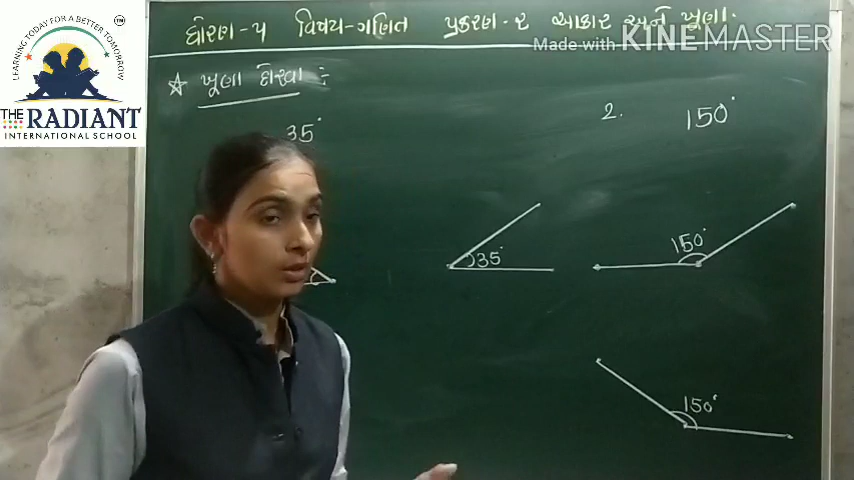 ધોરણ-૫ વિષય-ગણિત પ્રકરણ-૨ આકાર અને ખૂણા.
Made with KINEMASTER
LEARNING TODAY FOR A BETTER TOMORROW
TM
THE RADIANT
INTERNATIONAL SCHOOL
☆ ખૂણા દોરવા ÷
35°
2. 150°
35°
150°
150°